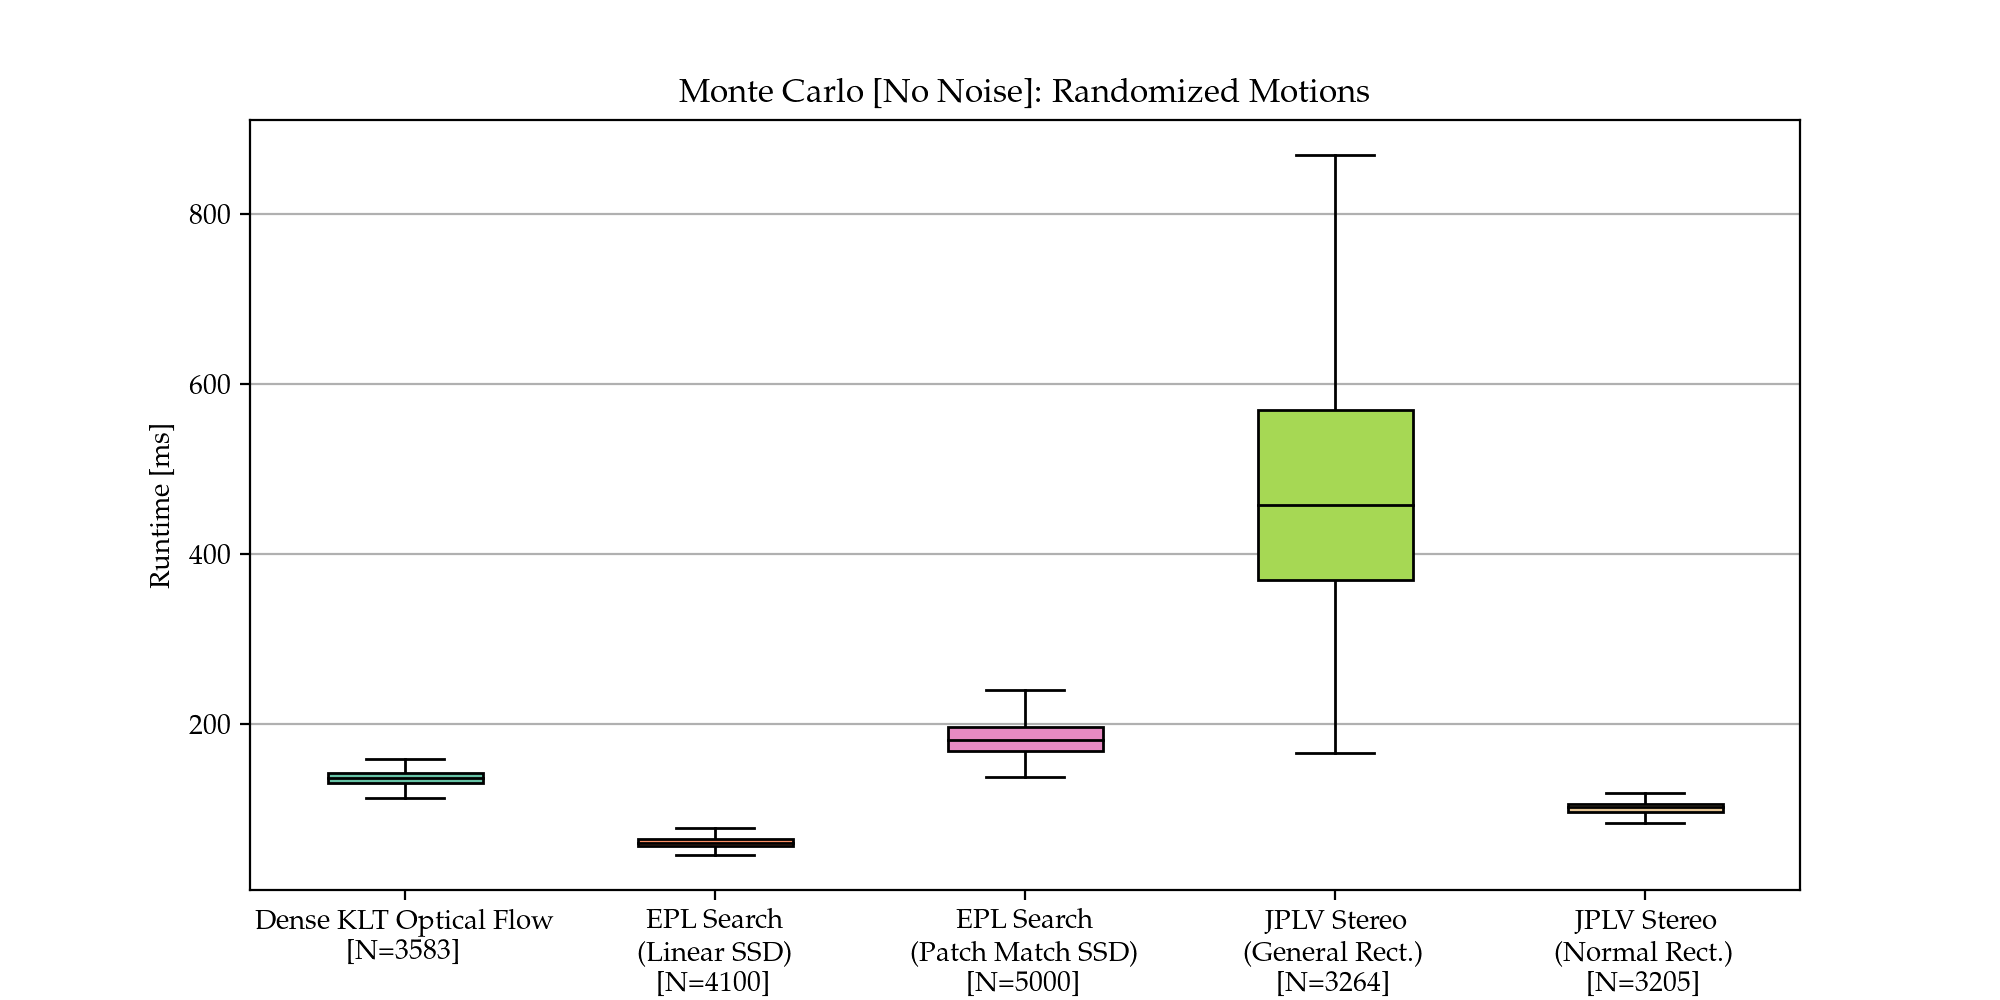 Monte Carlo [No Noise]: Randomized Motions
Runtime [ms]
800
600
400
200
Dense KLT Optical Flow
[N=3583]
EPL Search
(Linear SSD)
[N=4100]
EPL Search
(Patch Match SSD)
[N=5000]
JPLV Stereo
(General Rect.)
[N=3264]
JPLV Stereo
(Normal Rect.)
[N=3205]